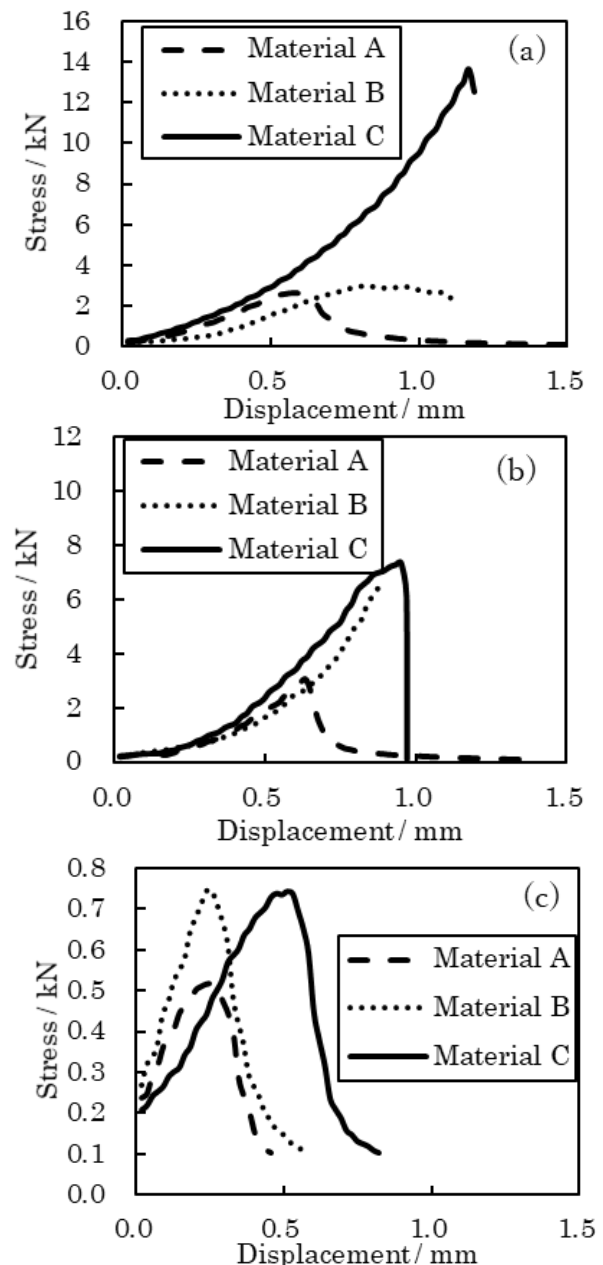 16
14
12
10
8
6
4
2
0
Stress / kN
Material A
Material B
Material C
(a)
0.0 0.5 1.0 1.5
Displacement / mm
12
10
8
6
4
2
0
Stress / kN
Material A
Material B
Material C
(b)
0.0 0.5 1.0 1.5
Displacement / mm
0.8
0.7
0.6
0.5
0.4
0.3
0.2
0.1
0.0
Stress / kN
(c)
Material A
Material B
Material C
0.0 0.5 1.0 1.5
Displacement / mm